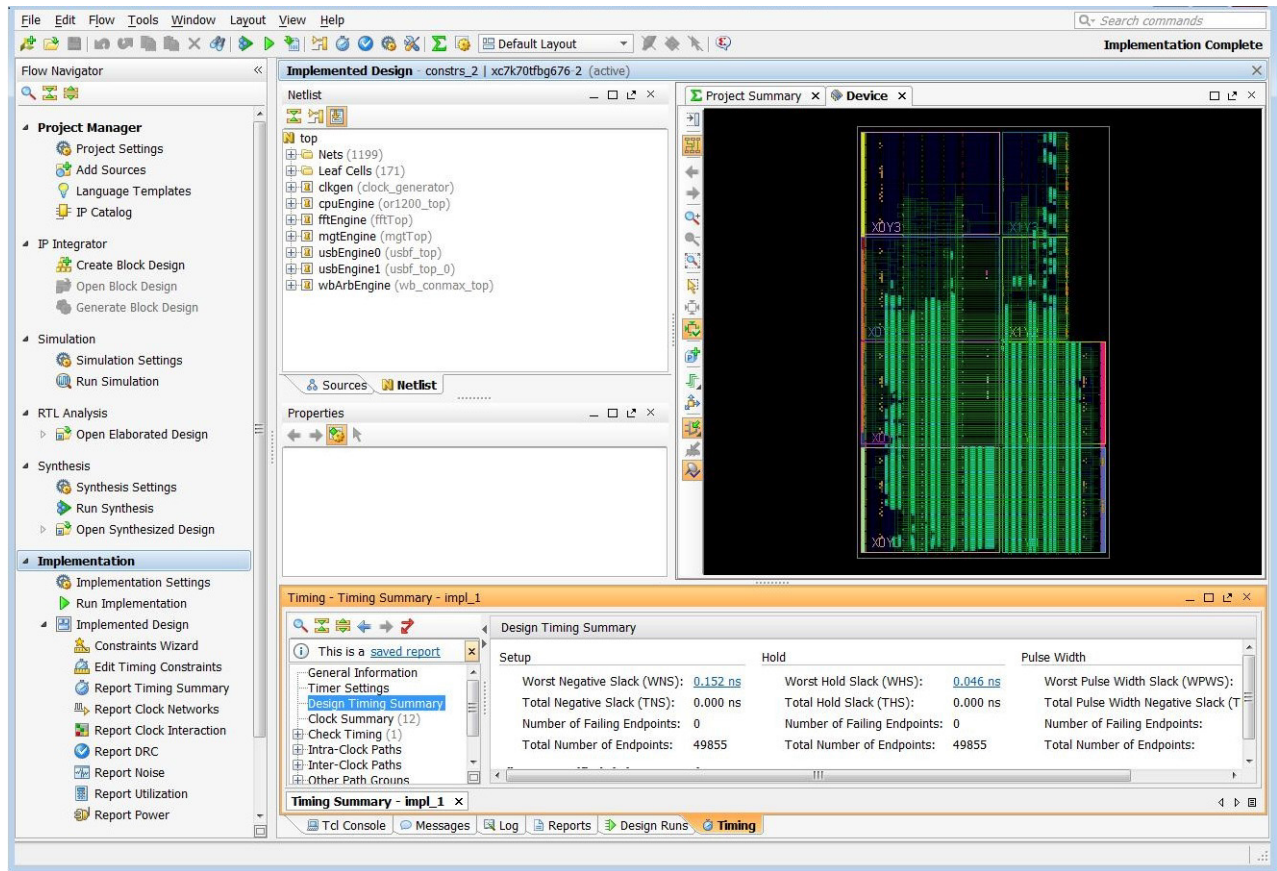 File Edit Flow Tools Window Layout View Help
Search commands
Default Layout
Implementation Complete
Flow Navigator
Project Manager
Project Settings
Add Sources
Language Templates
IP Catalog
IP Integrator
Create Block Design
Open Block Design
Generate Block Design
Simulation
Simulation Settings
Run Simulation
RTL Analysis
Open Elaborated Design
Synthesis
Synthesis Settings
Run Synthesis
Open Synthesized Design
Implementation
Implementation Settings
Run Implementation
Implemented Design
Constraints Wizard
Edit Timing Constraints
Report Timing Summary
Report Clock Networks
Report Clock Interaction
Report DRC
Report Noise
Report Utilization
Report Power
Implemented Design - constrs_2 | xc7k70tfbg676-2 (active)
Netlist
top
Nets (1199)
Leaf Cells (171)
clkgen (clock_generator)
cpuEngine (or1200_top)
fftEngine (fftTop)
mgtEngine (mgtTop)
usbEngine0 (usbf_top)
usbEngine1 (usbf_top_0)
wbArbEngine (wb_conmax_top)
Sources Netlist
Properties
Project Summary Device
X0Y3 X1Y3
X1Y2
X0Y0
Timing - Timing Summary - impl_1
This is a saved report
General Information
Timer Settings
Design Timing Summary
Clock Summary (12)
Check Timing (1)
Intra-Clock Paths
Inter-Clock Paths
Other Path Groups
Design Timing Summary
Setup Hold Pulse Width
Worst Negative Slack (WNS): 0.152 ns Worst Hold Slack (WHS): 0.046 ns Worst Pulse Width Slack (WPWS):
Total Negative Slack (TNS): 0.000 ns Total Hold Slack (THS): 0.000 ns Total Pulse Width Negative Slack (T
Number of Failing Endpoints: 0 Number of Failing Endpoints: 0 Number of Failing Endpoints:
Total Number of Endpoints: 49855 Total Number of Endpoints: 49855 Total Number of Endpoints:
Timing Summary - impl_1
Tcl Console Messages Log Reports Design Runs Timing